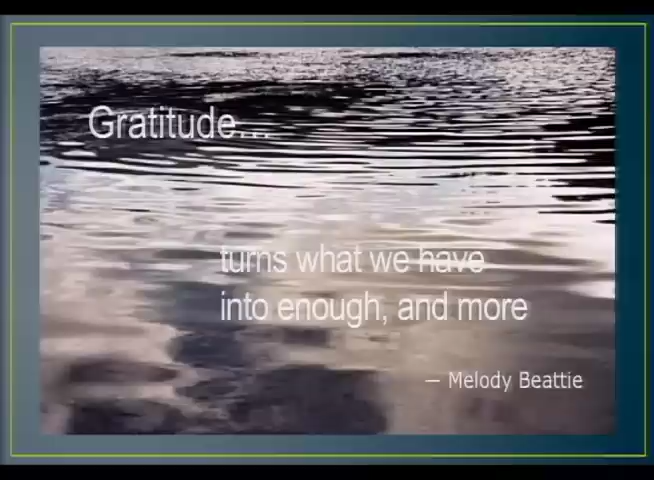 Gratitude...
turns what we have
into enough, and more
— Melody Beattie